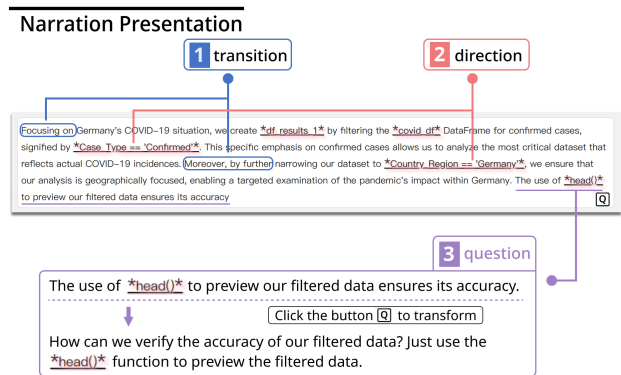 Narration Presentation
1 transition
2 direction
Focusing on Germany's COVID-19 situation, we create *df_results_1* by filtering the *covid_df* DataFrame for confirmed cases,
signified by *Case_Type == 'Confirmed'*. This specific emphasis on confirmed cases allows us to analyze the most critical dataset that
reflects actual COVID-19 incidences. Moreover, by further narrowing our dataset to *Country_Region == 'Germany'*, we ensure that
our analysis is geographically focused, enabling a targeted examination of the pandemic's impact within Germany. The use of *head()*
to preview our filtered data ensures its accuracy
Q
3 question
The use of *head()* to preview our filtered data ensures its accuracy.
Click the button Q to transform
How can we verify the accuracy of our filtered data? Just use the
*head()* function to preview the filtered data.